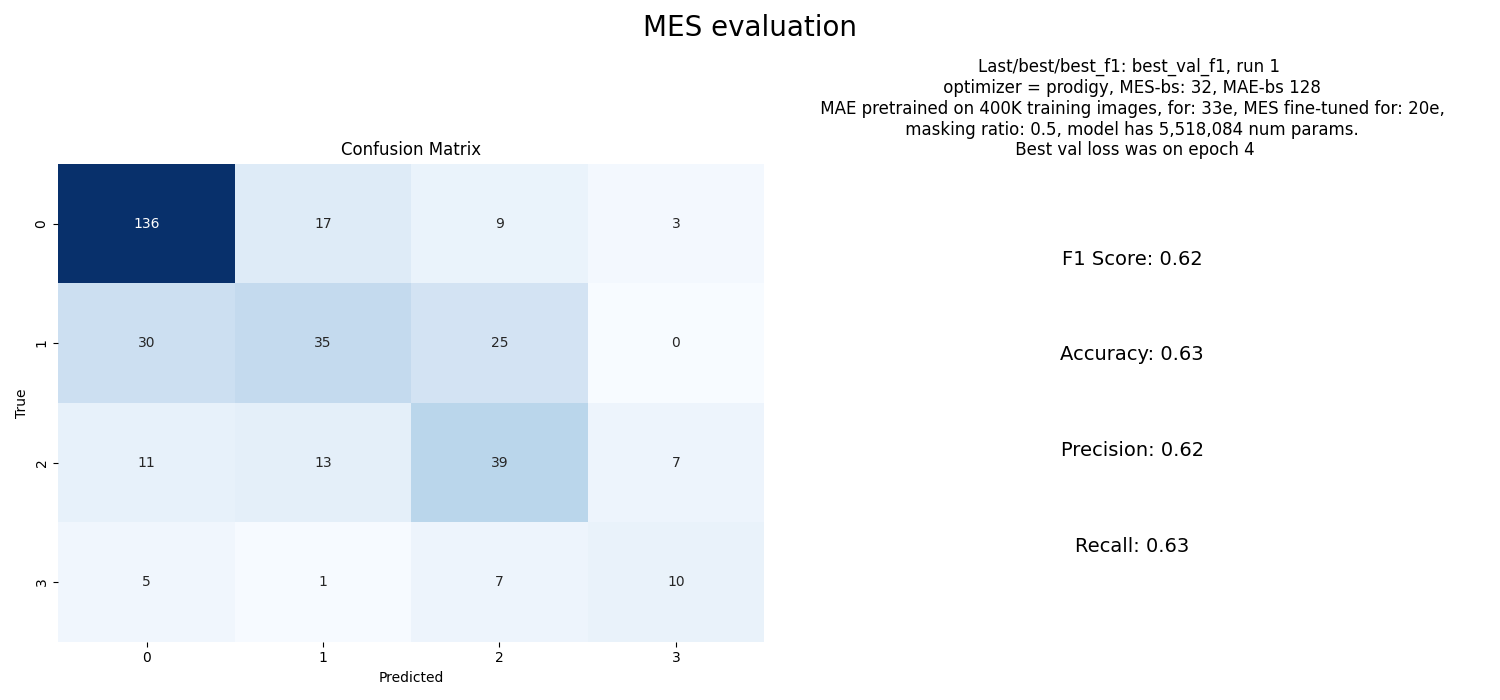 MES evaluation
Last/best/best_f1: best_val_f1, run 1
optimizer = prodigy, MES-bs: 32, MAE-bs 128
MAE pretrained on 400K training images, for: 33e, MES fine-tuned for: 20e,
masking ratio: 0.5, model has 5,518,084 num params.
Best val loss was on epoch 4
Confusion Matrix
True
0
136 17 9 3
1
30 35 25 0
2
11 13 39 7
3
5 1 7 10
0 1 2 3
Predicted
F1 Score: 0.62
Accuracy: 0.63
Precision: 0.62
Recall: 0.63